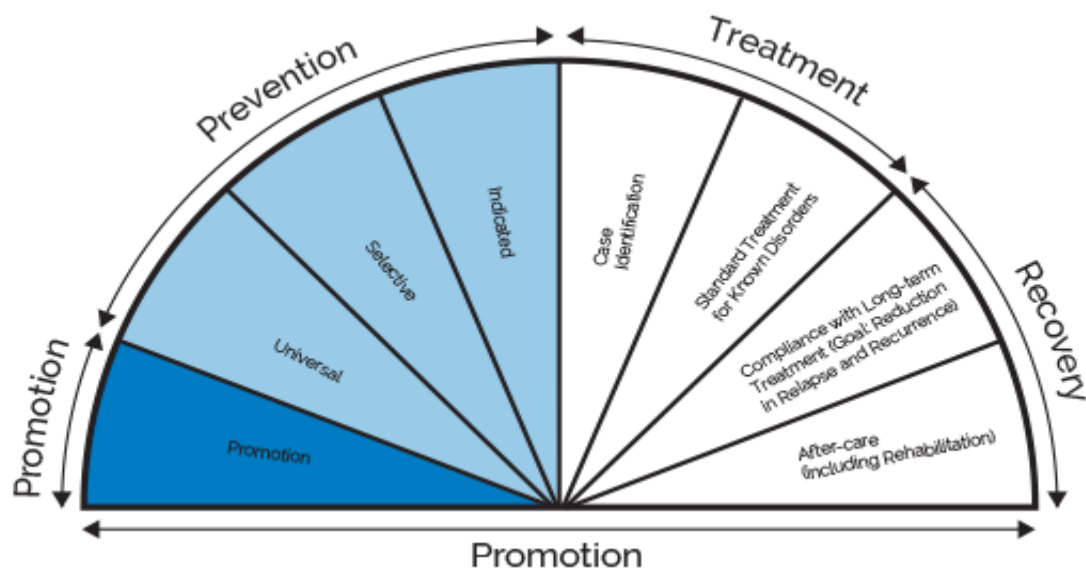 Prevention
Treatment
Promotion
Recovery
Promotion
Universal
Selective
Indicated
Case
Identification
Standard Treatment
for Known Disorders
Compliance with Long-term
Treatment (Goal: Reduction
in Relapse and Recurrence)
After-care
(Including Rehabilitation)
Promotion